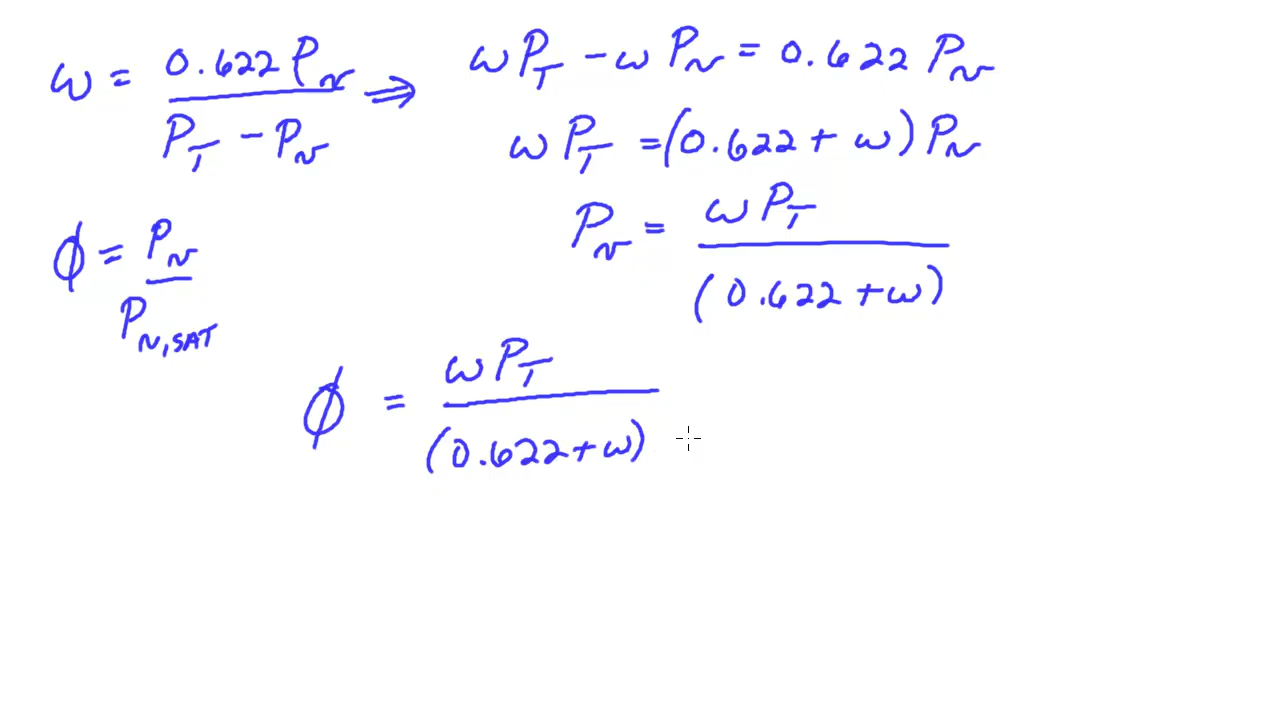 ω = 0.622 P_v / (P_T − P_v) ⇒ ωP_T − ωP_v = 0.622 P_v
ωP_T = (0.622 + ω) P_v
P_v = ωP_T / (0.622 + ω)
ϕ = P_v / P_v,SAT
ϕ = ωP_T / (0.622 + ω)